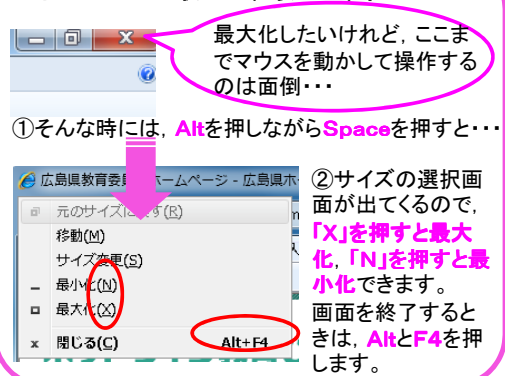 最大化したいけれど，ここま
でマウスを動かして操作する
のは面倒・・・
①そんな時には，Altを押しながらSpaceを押すと・・・
広島県教育委員 ホームページ - 広島県ホ
元のサイズに す(R)
移動(M)
サイズ変更(S)
最小化(N)
最大化(X)
閉じる(C) Alt+F4
②サイズの選択画
面が出てくるので，
「X」を押すと最大
化，「N」を押すと最
小化できます。
画面を終了すると
きは，AltとF4を押
します。